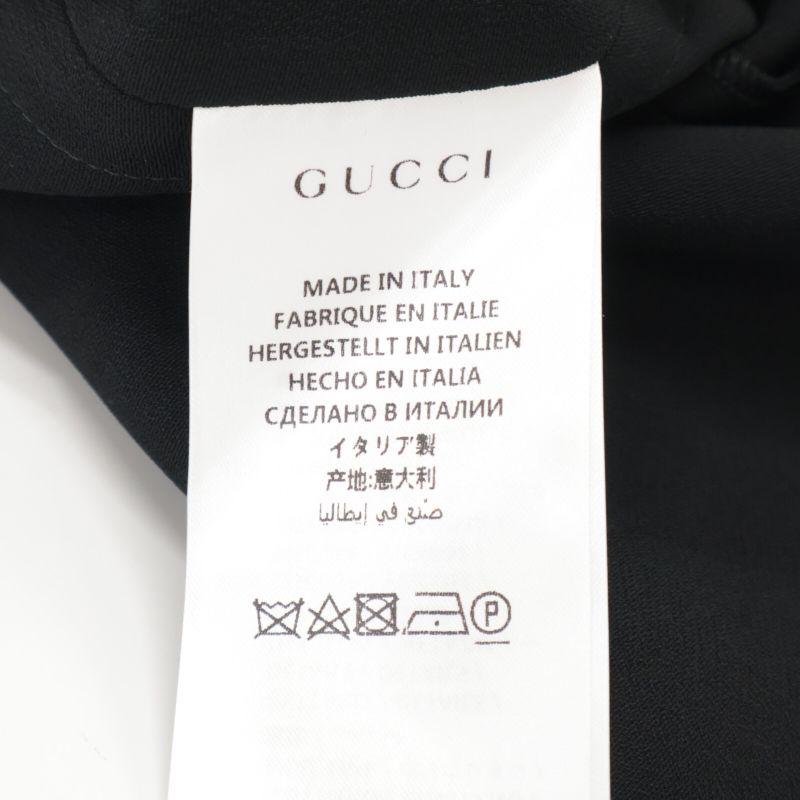 GUCCI
MADE IN ITALY
FABRIQUE EN ITALIE
HERGESTELLT IN ITALIEN
HECHO EN ITALIA
СДЕЛАНО В ИТАЛИИ
イタリア製
产地:意大利
صنع في إيطاليا
P